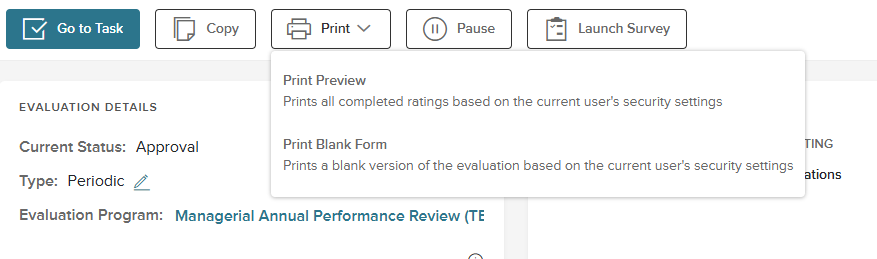 Go to Task
Copy
Print
Pause
Launch Survey
Print Preview
Prints all completed ratings based on the current user's security settings
Print Blank Form
Prints a blank version of the evaluation based on the current user's security settings
EVALUATION DETAILS
TING
Current Status: Approval
ations
Type: Periodic
Evaluation Program: Managerial Annual Performance Review (TE